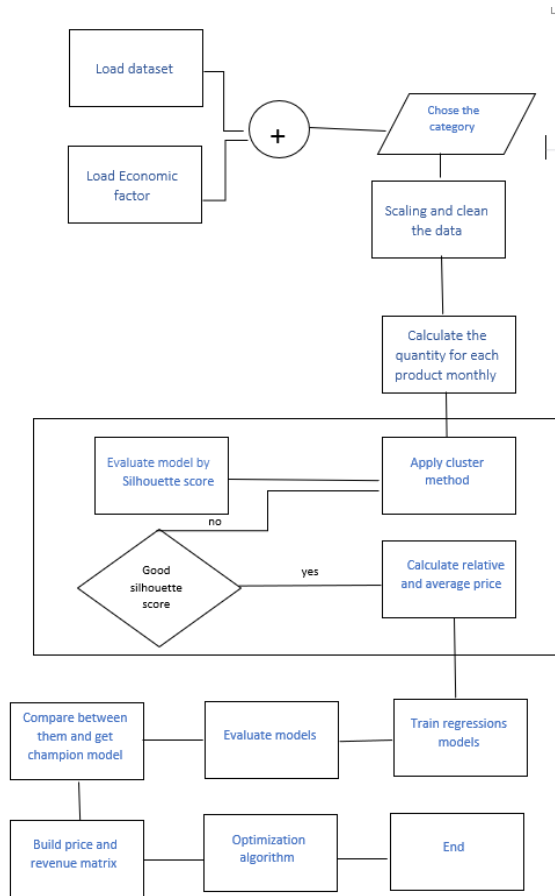 Load dataset
+
Chose the
category
Load Economic
factor
Scaling and clean
the data
Calculate the
quantity for each
product monthly
Evaluate model by
Silhouette score
Apply cluster
method
no
Good
silhouette
score
yes
Calculate relative
and average price
Compare between
them and get
champion model
Evaluate models
Train regressions
models
Build price and
revenue matrix
Optimization
algorithm
End